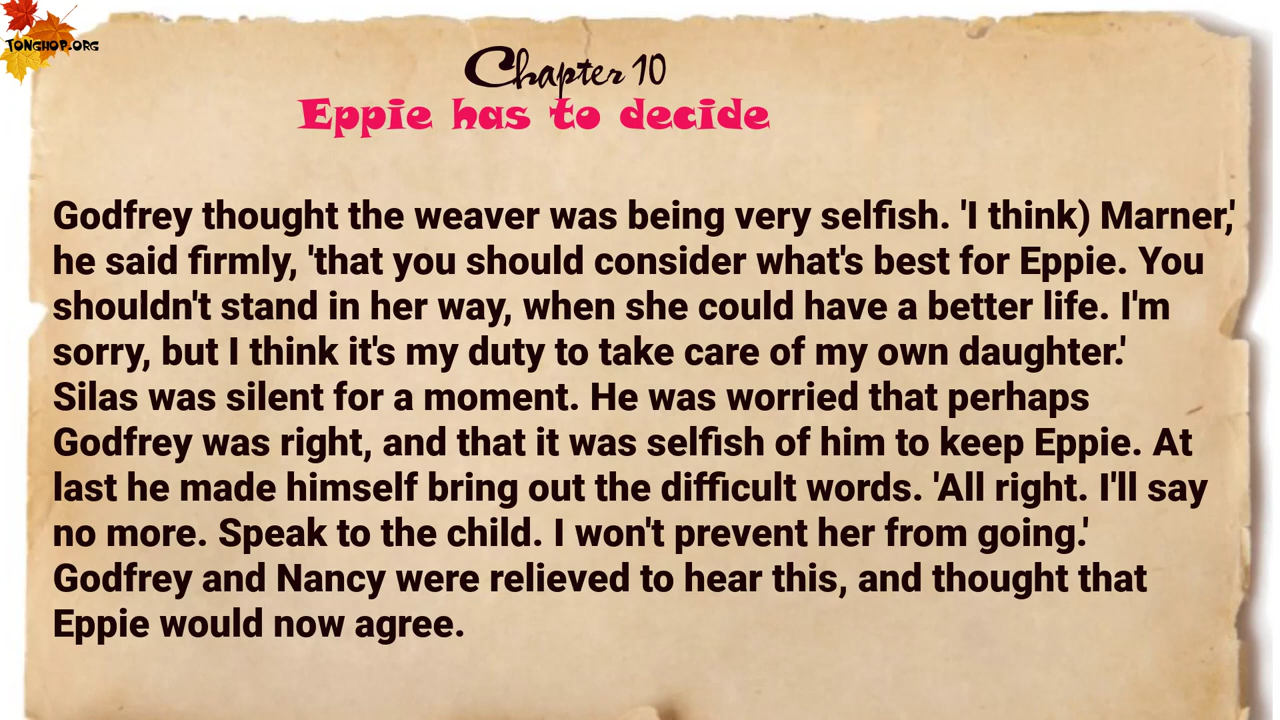 TONGHOP.ORG
Chapter 10
Eppie has to decide
Godfrey thought the weaver was being very selfish. 'I think) Marner,'
he said firmly, 'that you should consider what's best for Eppie. You
shouldn't stand in her way, when she could have a better life. I'm
sorry, but I think it's my duty to take care of my own daughter.'
Silas was silent for a moment. He was worried that perhaps
Godfrey was right, and that it was selfish of him to keep Eppie. At
last he made himself bring out the difficult words. 'All right. I'll say
no more. Speak to the child. I won't prevent her from going.'
Godfrey and Nancy were relieved to hear this, and thought that
Eppie would now agree.